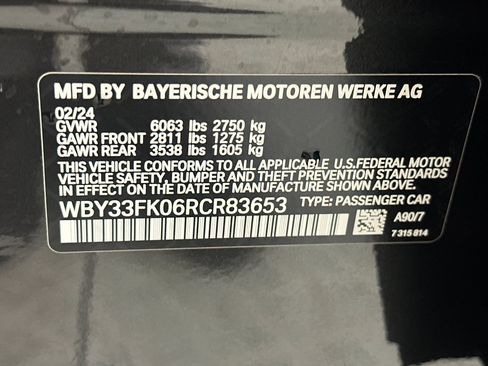 MFD BY BAYERISCHE MOTOREN WERKE AG
02/24
GVWR 6063 lbs 2750 kg
GAWR FRONT 2811 lbs 1275 kg
GAWR REAR 3538 lbs 1605 kg
THIS VEHICLE CONFORMS TO ALL APPLICABLE U.S.FEDERAL MOTOR
VEHICLE SAFETY, BUMPER AND THEFT PREVENTION STANDARDS
IN EFFECT ON THE DATE OF MANUFACTURE SHOWN ABOVE.
WBY33FK06RCR83653 TYPE: PASSENGER CAR
A90/7
7 315 814